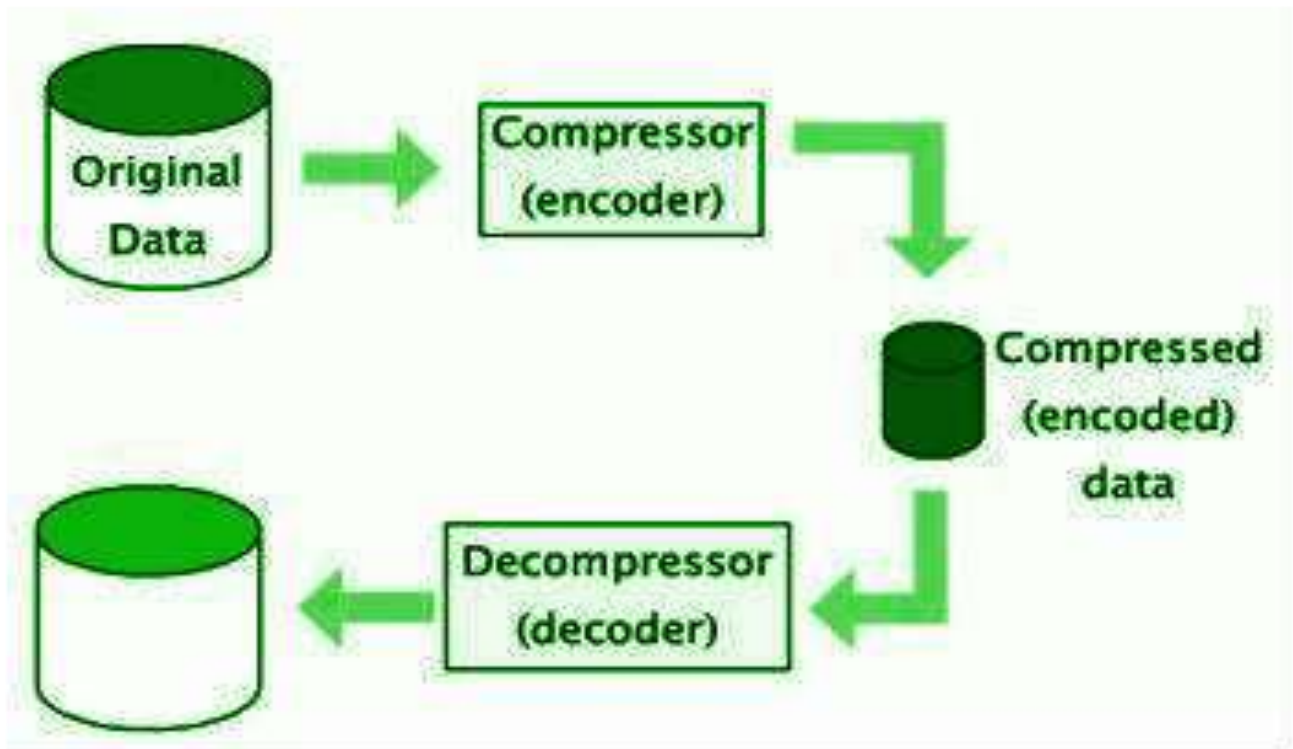 Original
Data
Compressor
(encoder)
Compressed
(encoded)
data
Decompressor
(decoder)